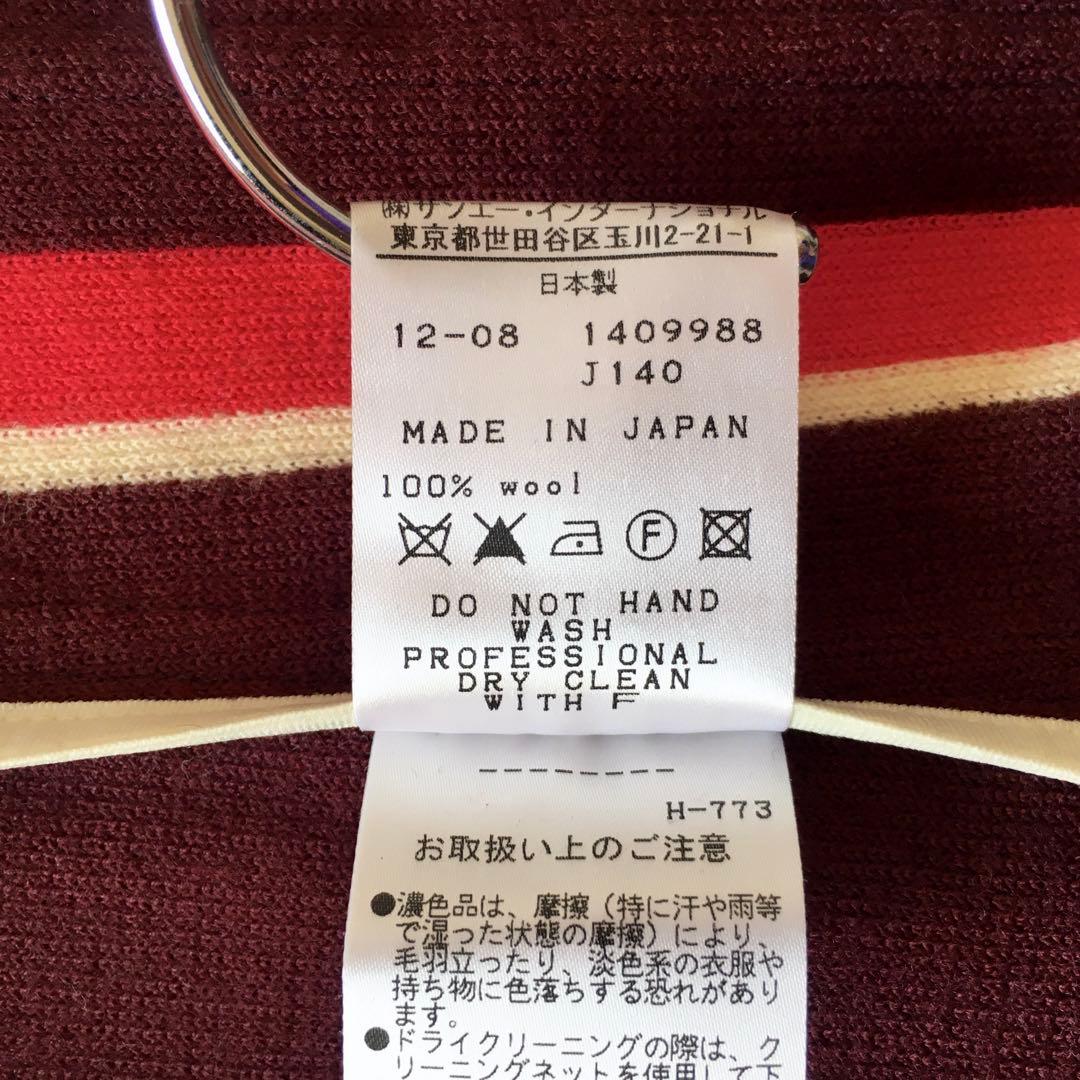 ㈱サンエー・インターナショナル
東京都世田谷区玉川2-21-1
日本製
12-08 1409988
J140
MADE IN JAPAN
100% wool
F
DO NOT HAND
WASH
PROFESSIONAL
DRY CLEAN
WITH F
--------
H-773
お取扱い上のご注意
●濃色品は、摩擦（特に汗や雨等
で湿った状態の摩擦）により、
毛羽立ったり、淡色系の衣服や
持ち物に色落ちする恐れがあり
ます。
●ドライクリーニングの際は、ク
リーニングネットを使用して下